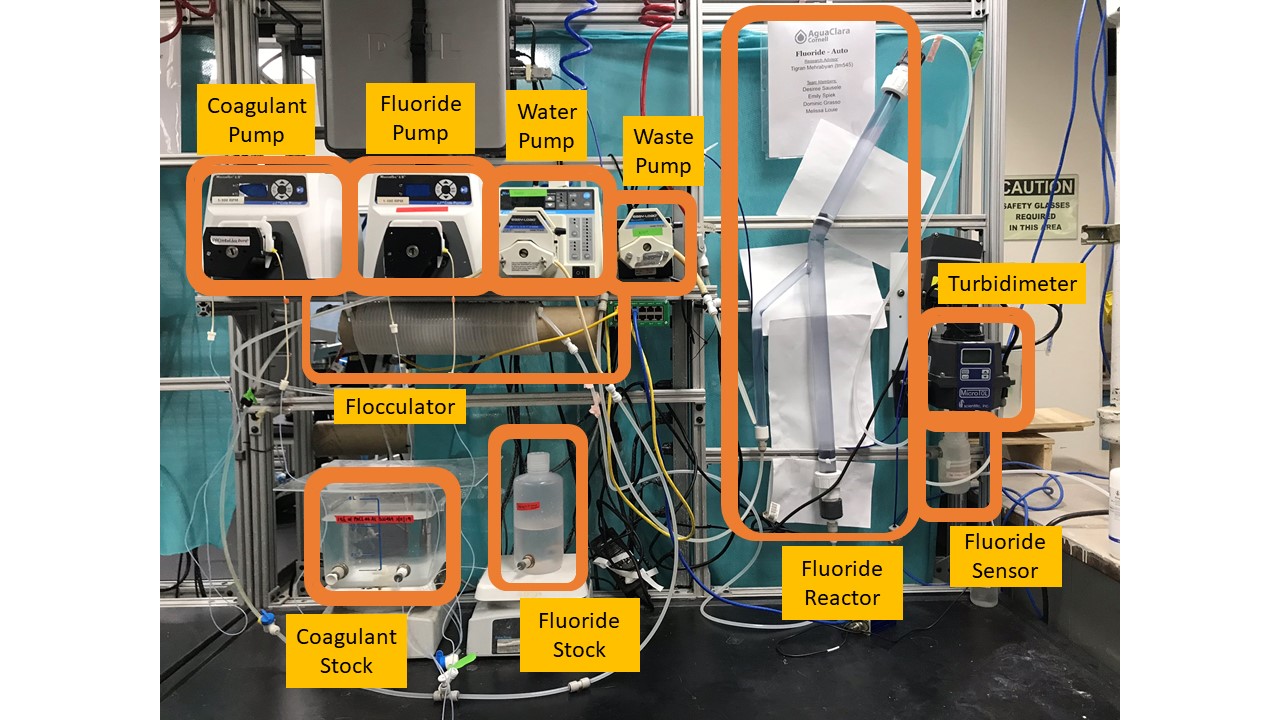 AguaClara
Cornell
Fluoride - Auto
Research Advisor
Tigran Mehrabyan (tm545)
Team Members:
Desiree Sausele
Emily Spiek
Dominic Grasso
Melissa Louie
Coagulant
Pump
Fluoride
Pump
Water
Pump
Waste
Pump
CAUTION
SAFETY GLASSES
REQUIRED
IN THIS AREA
Turbidimeter
MicroTOL
Flocculator
Fluoride
Sensor
Fluoride
Reactor
Fluoride
Stock
Coagulant
Stock